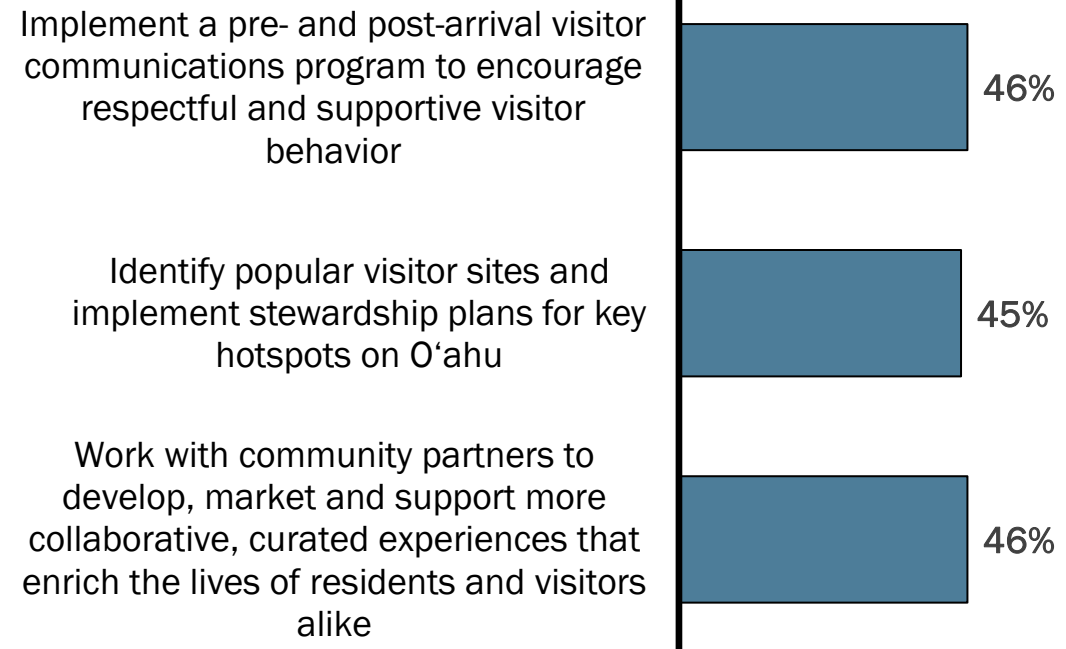 Implement a pre- and post-arrival visitor
communications program to encourage
respectful and supportive visitor
behavior
46%
Identify popular visitor sites and
implement stewardship plans for key
hotspots on O‘ahu
45%
Work with community partners to
develop, market and support more
collaborative, curated experiences that
enrich the lives of residents and visitors
alike
46%